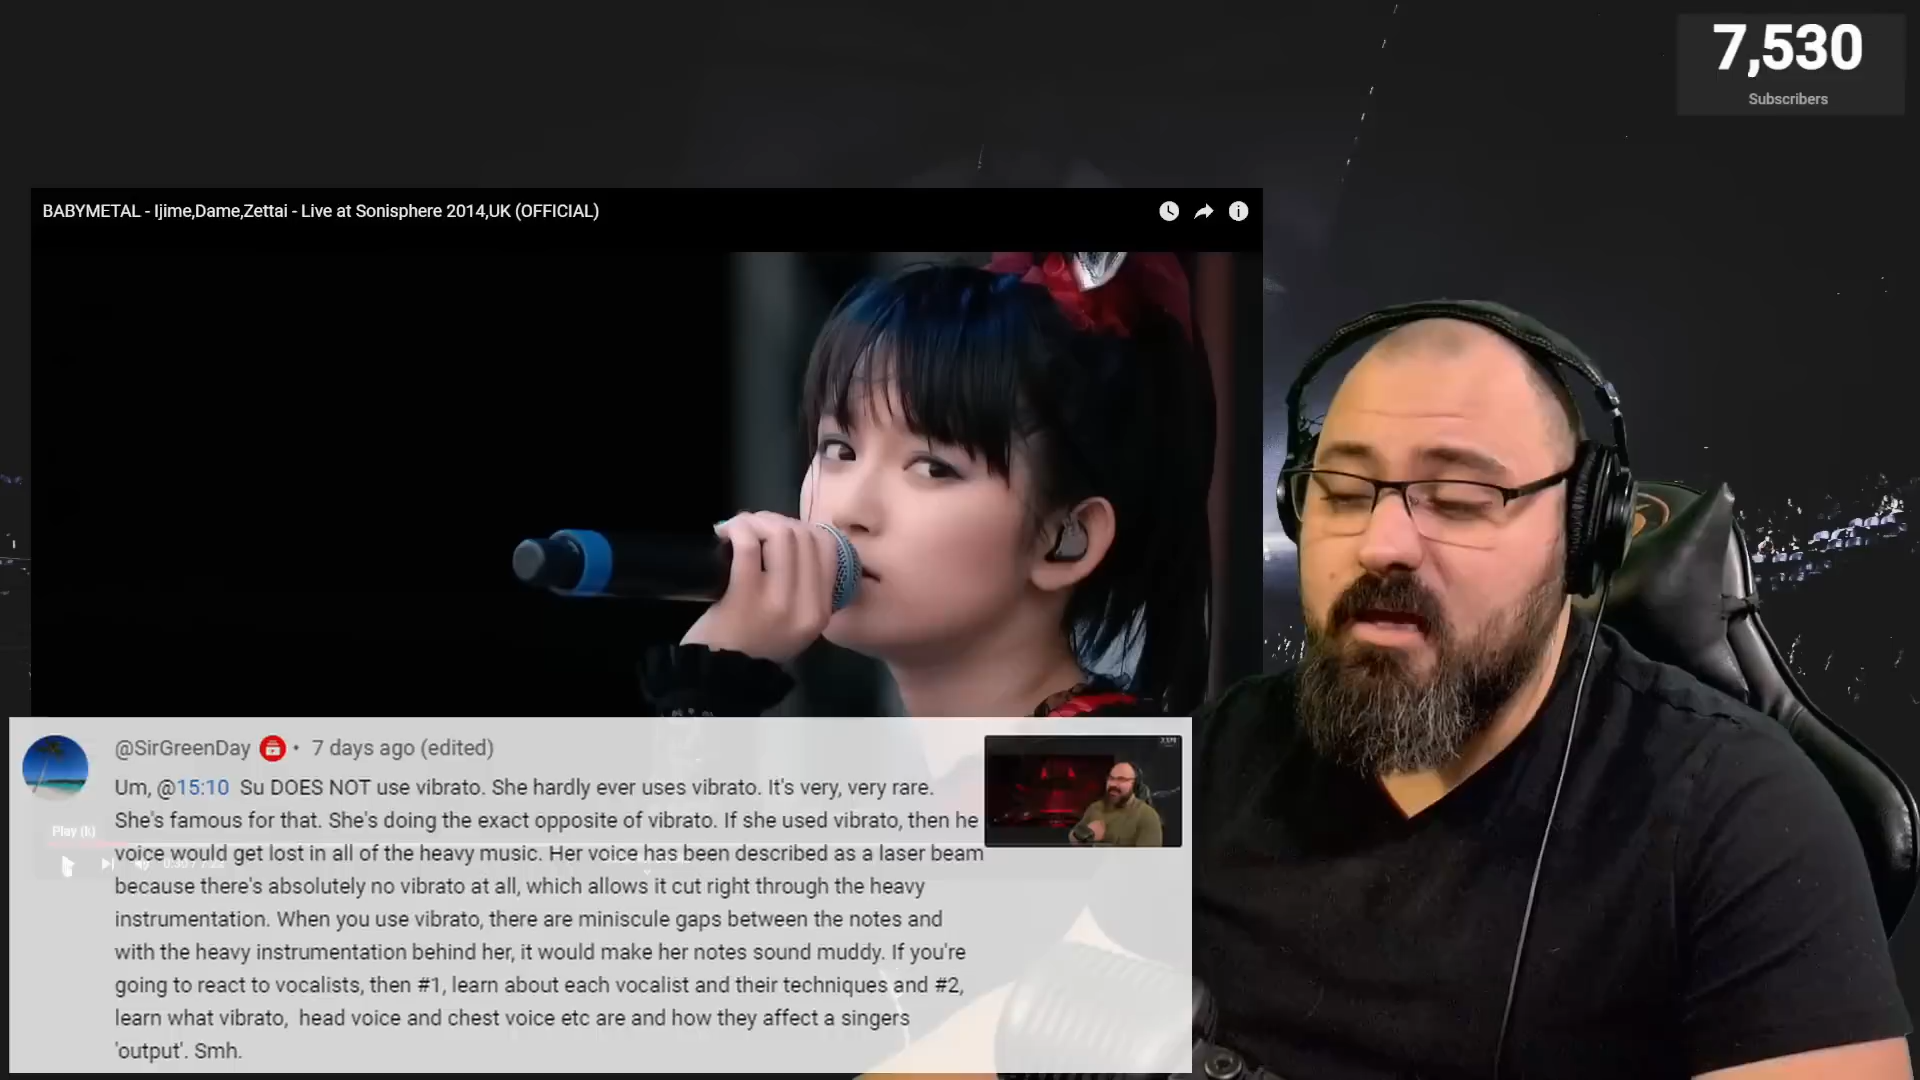 7,530
Subscribers
BABYMETAL - Ijime,Dame,Zettai - Live at Sonisphere 2014,UK (OFFICIAL)
@SirGreenDay • 7 days ago (edited)
Um, @15:10 Su DOES NOT use vibrato. She hardly ever uses vibrato. It's very, very rare.
She's famous for that. She's doing the exact opposite of vibrato. If she used vibrato, then he
voice would get lost in all of the heavy music. Her voice has been described as a laser beam
because there's absolutely no vibrato at all, which allows it cut right through the heavy
instrumentation. When you use vibrato, there are miniscule gaps between the notes and
with the heavy instrumentation behind her, it would make her notes sound muddy. If you're
going to react to vocalists, then #1, learn about each vocalist and their techniques and #2,
learn what vibrato, head voice and chest voice etc are and how they affect a singers
'output'. Smh.
Play (k)